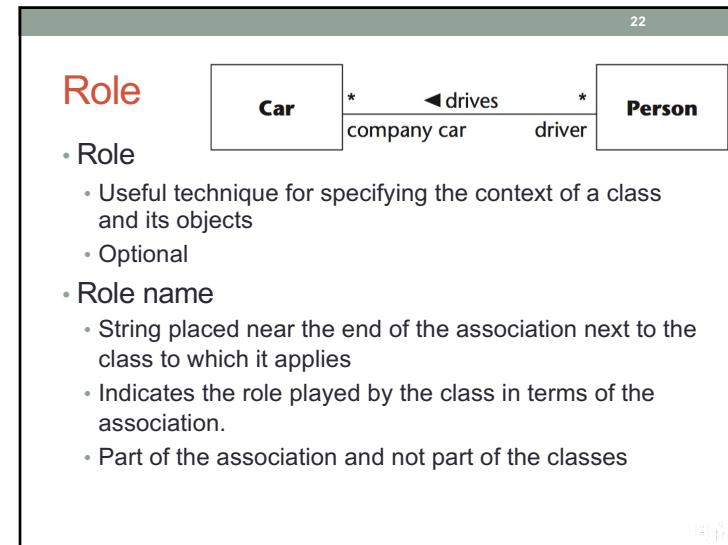 22
Role
Car
*
◄ drives
*
Person
company car
driver
• Role
• Useful technique for specifying the context of a class
and its objects
• Optional
• Role name
• String placed near the end of the association next to the
class to which it applies
• Indicates the role played by the class in terms of the
association.
• Part of the association and not part of the classes